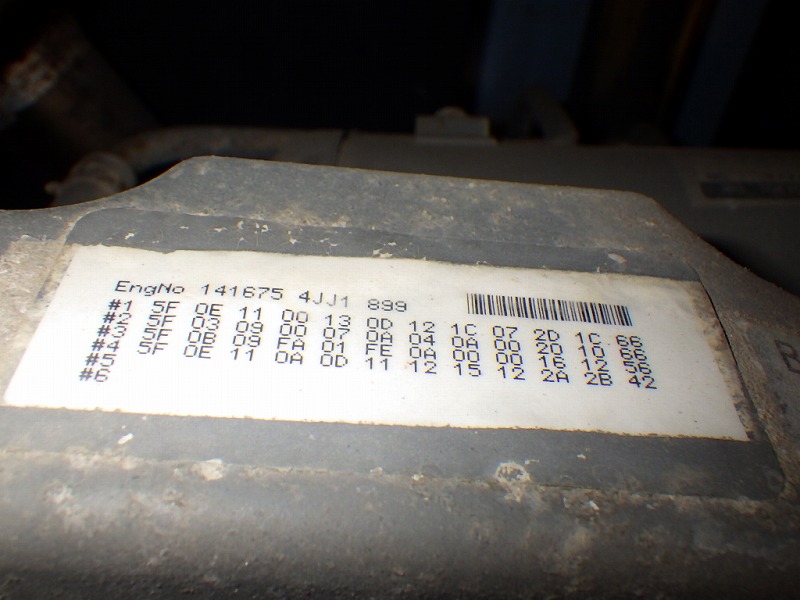 EngNo 141675 4JJ1 899
#1 5F 0E 11 00 13 0D 12 1C 07 2D 1C 66
#2 5F 03 09 00 07 0A 04 0A 00 20 10 66
#3 5F 0B 09 FA 01 FE 0A 00 00 16 12 56
#4 5F 0E 11 0A 0D 11 12 15 12 2A 2B 42
#5
#6
B